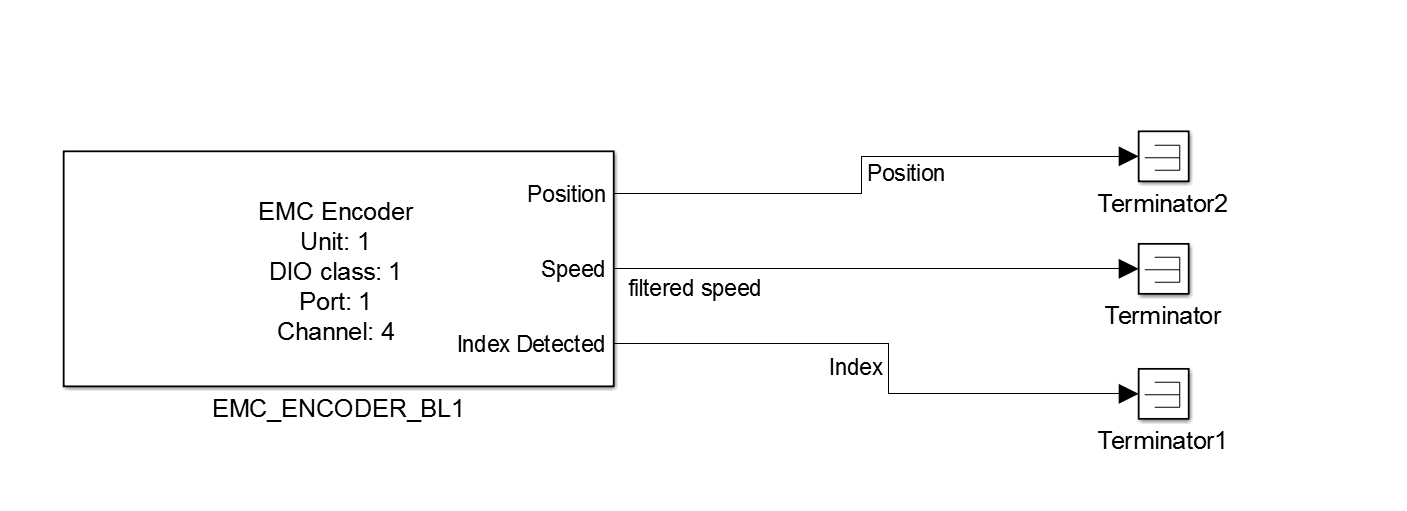 EMC Encoder
Unit: 1
DIO class: 1
Port: 1
Channel: 4
Position
Speed
Index Detected
EMC_ENCODER_BL1
Position
filtered speed
Index
Terminator2
Terminator
Terminator1